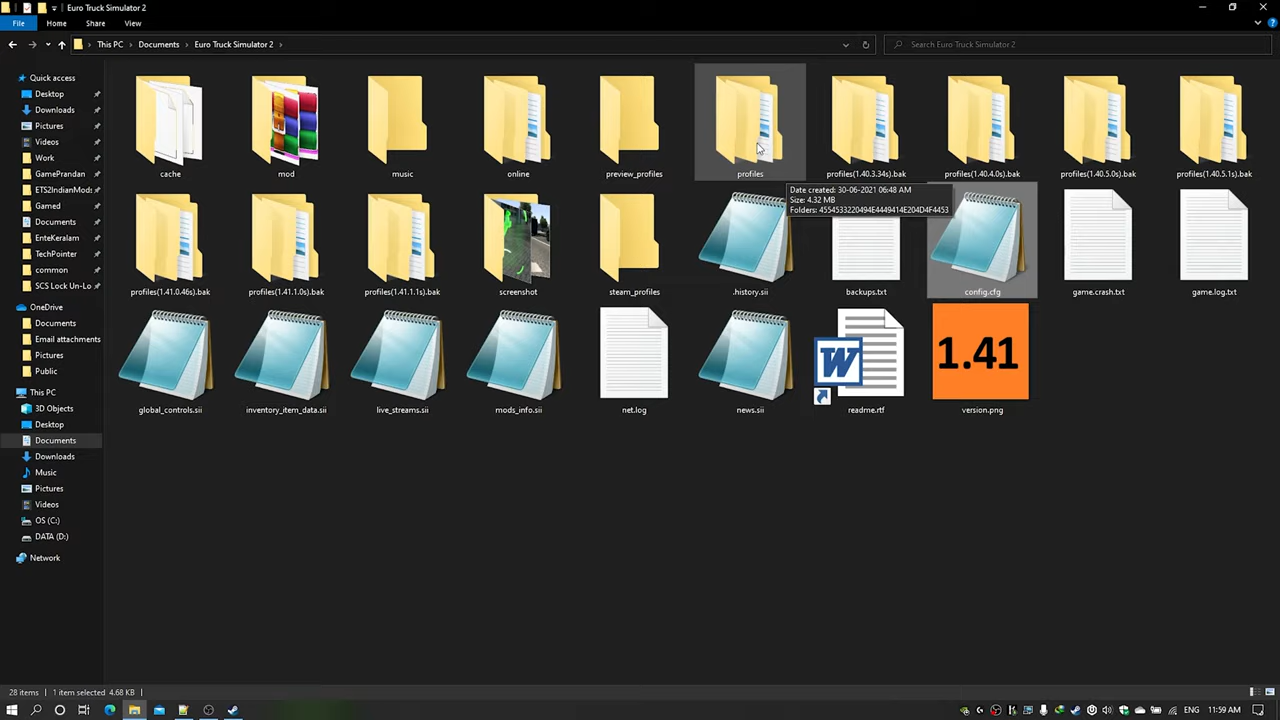 Euro Truck Simulator 2
File
Home
Share
View
This PC
Documents
Euro Truck Simulator 2
Search Euro Truck Simulator 2
Quick access
Desktop
Downloads
Pictures
Videos
Work
GamePrandan
ETS2IndianMods
Gamed
Documents
EnteKeralam
TechPointer
common
SCS Lock Un-Lo
OneDrive
Documents
Email attachments
Pictures
Public
This PC
3D Objects
Desktop
Documents
Downloads
Music
Pictures
Videos
OS (C:)
DATA (D:)
Network
cache
mod
music
online
preview_profiles
profiles
profiles(1.40.3.34s).bak
profiles(1.40.4.0s).bak
profiles(1.40.5.0s).bak
profiles(1.40.5.1s).bak
Date created: 30-06-2021 06:48 AM
Size: 4.32 MB
Folders: 4554533220494E4449414E204D4F4453
profiles(1.41.0.46s).bak
profiles(1.41.1.0s).bak
profiles(1.41.1.1s).bak
screenshot
steam_profiles
.history.sii
backups.txt
config.cfg
game.crash.txt
game.log.txt
W
1.41
global_controls.sii
inventory_item_data.sii
live_streams.sii
mods_info.sii
net.log
news.sii
readme.rtf
version.png
28 items
1 item selected 4.68 KB
ENG
11:59 AM